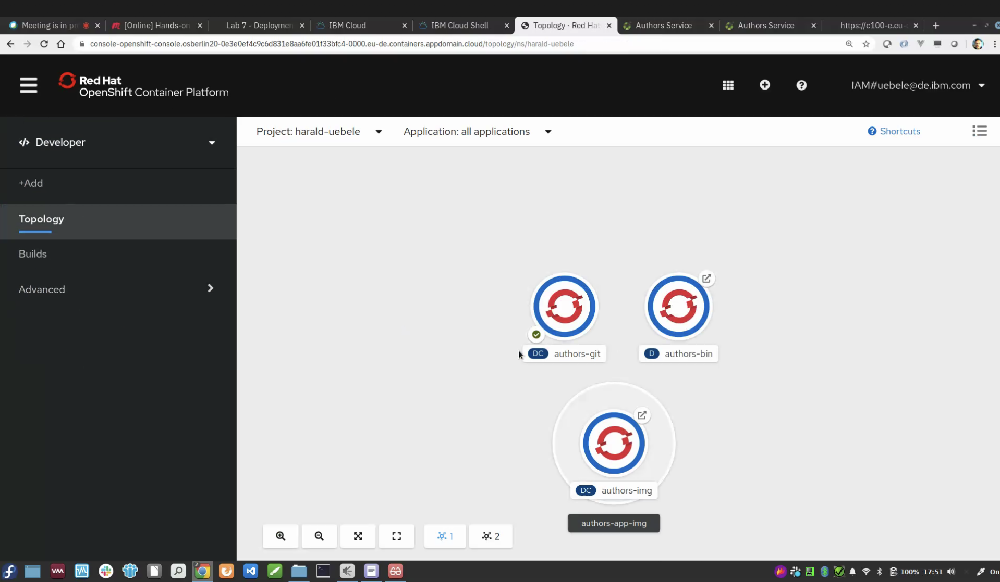 Meeting is in pr
[Online] Hands-on
Lab 7 - Deploymen
IBM Cloud
IBM Cloud Shell
Topology · Red Hat
Authors Service
Authors Service
https://c100-e.eu-
console-openshift-console.osberlin20-0e3e0ef4c9c6d831e8aa6fe01f33bfc4-0000.eu-de.containers.appdomain.cloud/topology/ns/harald-uebele
Red Hat
OpenShift Container Platform
IAM#uebele@de.ibm.com
Developer
Project: harald-uebele
Application: all applications
Shortcuts
+Add
Topology
Builds
Advanced
DC authors-git
D authors-bin
DC authors-img
authors-app-img
1
2
2
100%
17:51
On